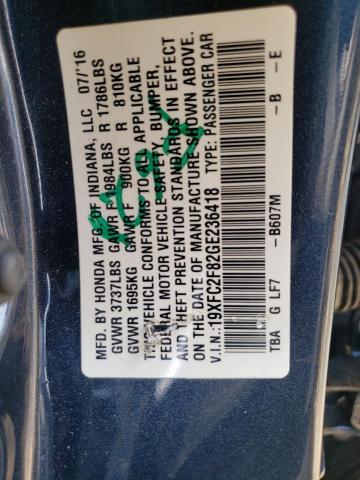 MFD. BY HONDA MFG. OF INDIANA, LLC 07/'16
GVWR 3737LBS GAWR F 1984LBS R 1786LBS
GVWR 1695KG GAWR F 900KG R 810KG
THIS VEHICLE CONFORMS TO ALL APPLICABLE
FEDERAL MOTOR VEHICLE SAFETY, BUMPER,
AND THEFT PREVENTION STANDARDS IN EFFECT
ON THE DATE OF MANUFACTURE SHOWN ABOVE.
V.I.N.:19XFC2F82GE236418 TYPE: PASSENGER CAR
TBA G LF7 - B607M - B - E